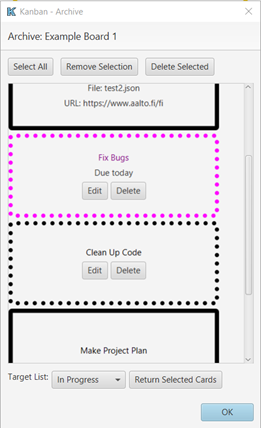 Kanban - Archive
Archive: Example Board 1
Select All Remove Selection Delete Selected
File: test2.json
URL: https://www.aalto.fi/fi
Fix Bugs
Due today
Edit Delete
Clean Up Code
Edit Delete
Make Project Plan
Target List: In Progress Return Selected Cards
OK